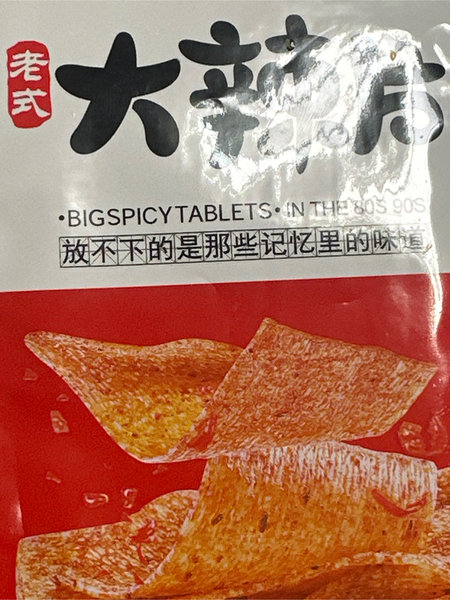 老式
大辣片
•BIGSPICYTABLETS•IN THE 80S 90S
放不下的是那些记忆里的味道